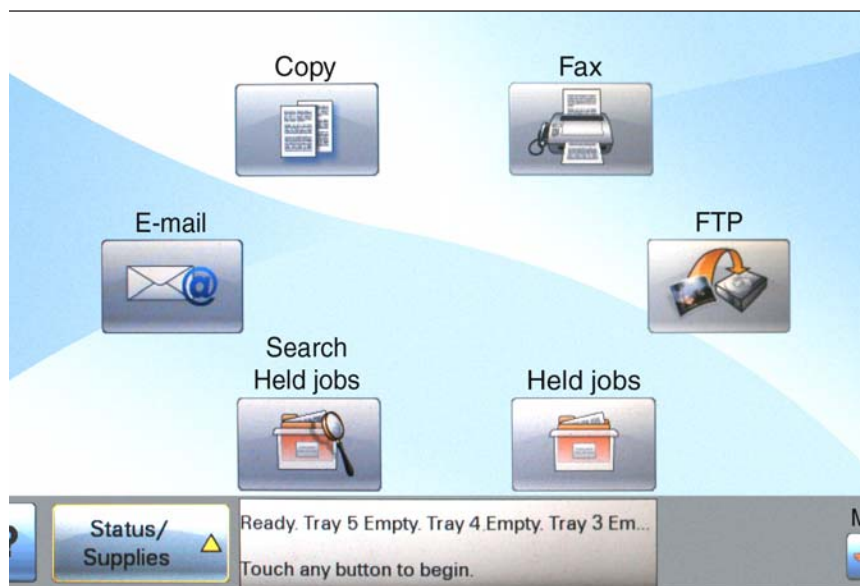 Copy
Fax
E-mail
FTP
Search
Held jobs
Held jobs
?
Status/
Supplies
Ready. Tray 5 Empty. Tray 4 Empty. Tray 3 Em...
Touch any button to begin.
M